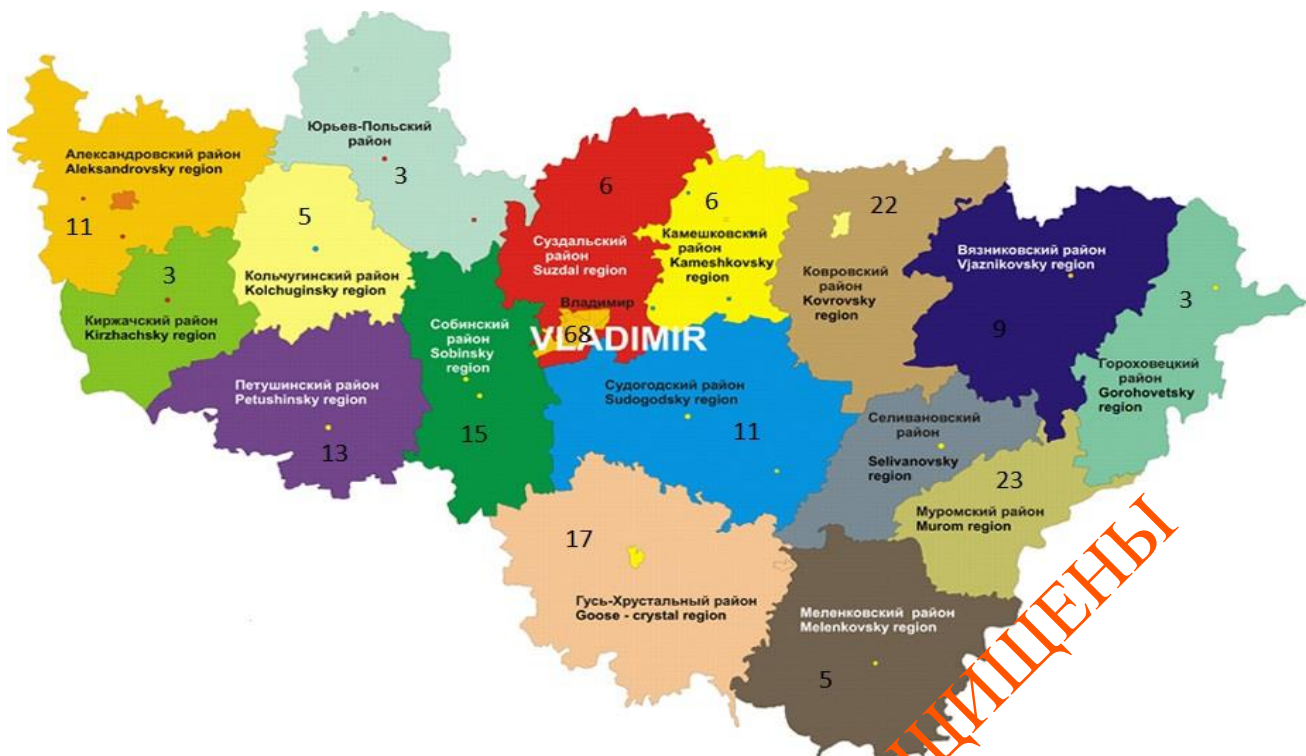 Юрьев-Польский
район
3
Александровский район
Aleksandrovsky region
11
6
6
22
5
Кольчугинский район
Kolchuginsky region
3
Киржачский район
Kirzhachsky region
Суздальский
район
Suzdal region
Камешковский
район
Kameshkovsky
region
Ковровский
район
Kovrovsky
region
Вязниковский район
Vjaznikovsky region
9
3
Гороховецкий
район
Gorohovetsky
region
Владимир
68
VLADIMIR
Собинский
район
Sobinsky
region
15
Петушинский район
Petushinsky region
13
Судогодский район
Sudogodsky region
11
Селивановский
район
Selivanovsky
region
23
Муромский район
Murom region
17
Гусь-Хрустальный район
Goose - crystal region
Меленковский район
Melenkovsky region
5
ЩИЩЕНЫ